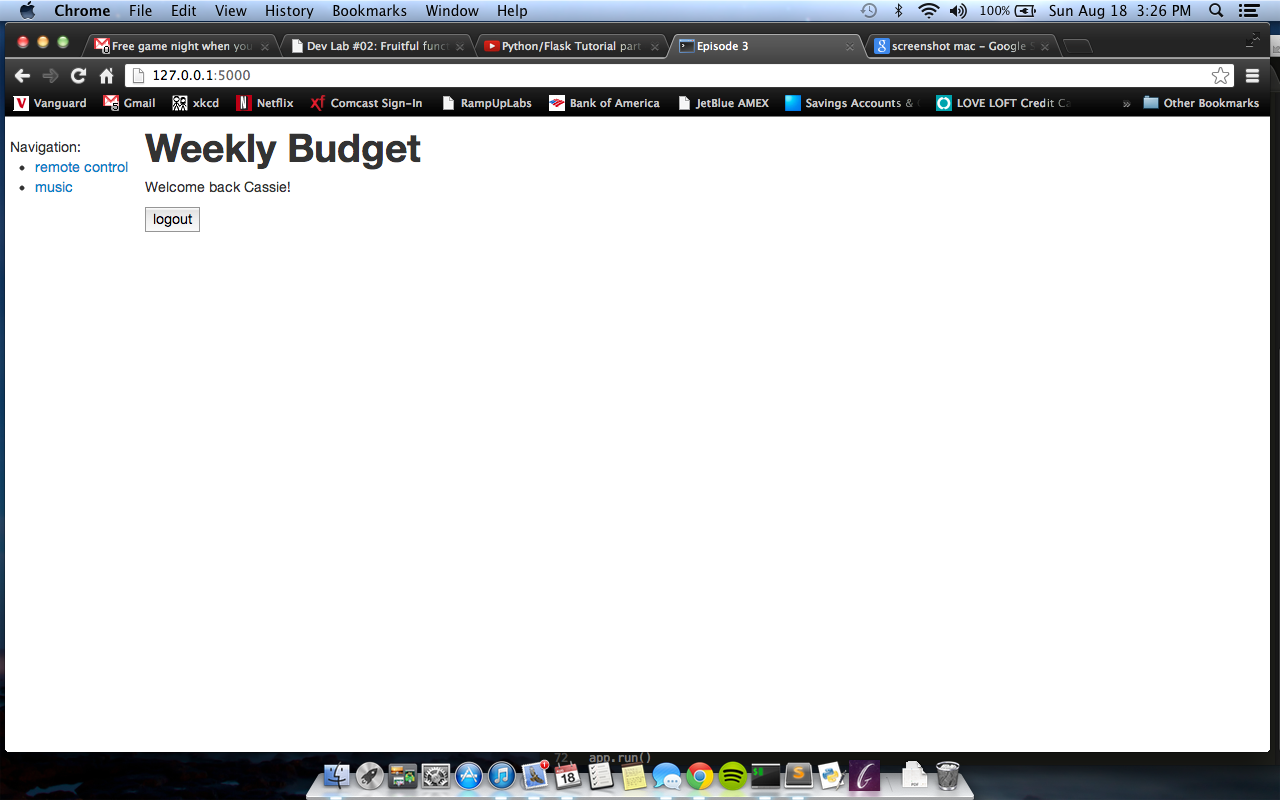 Chrome File Edit View History Bookmarks Window Help 100% Sun Aug 18 3:26 PM
Free game night when you Dev Lab #02: Fruitful func Python/Flask Tutorial part Episode 3 screenshot mac – Google S
127.0.0.1:5000
Vanguard Gmail xkcd Netflix Comcast Sign-In RampUpLabs Bank of America JetBlue AMEX Savings Accounts & LOVE LOFT Credit Ca » Other Bookmarks
Navigation:
• remote control
• music
Weekly Budget
Welcome back Cassie!
logout
72, app.run()
18